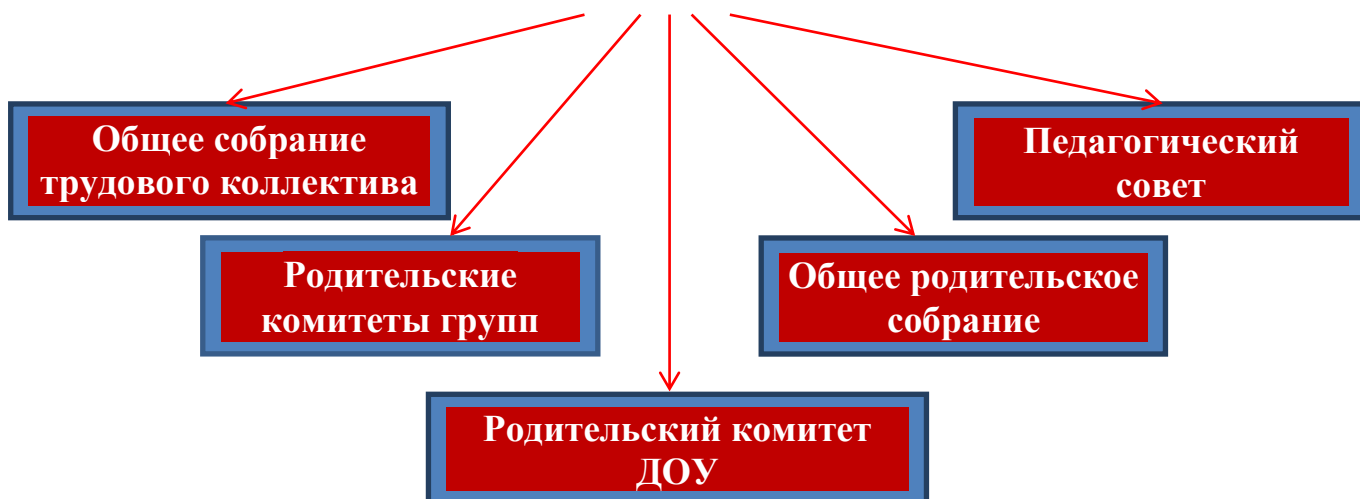 Общее собрание
трудового коллектива
Педагогический
совет
Родительские
комитеты групп
Общее родительское
собрание
Родительский комитет
ДОУ